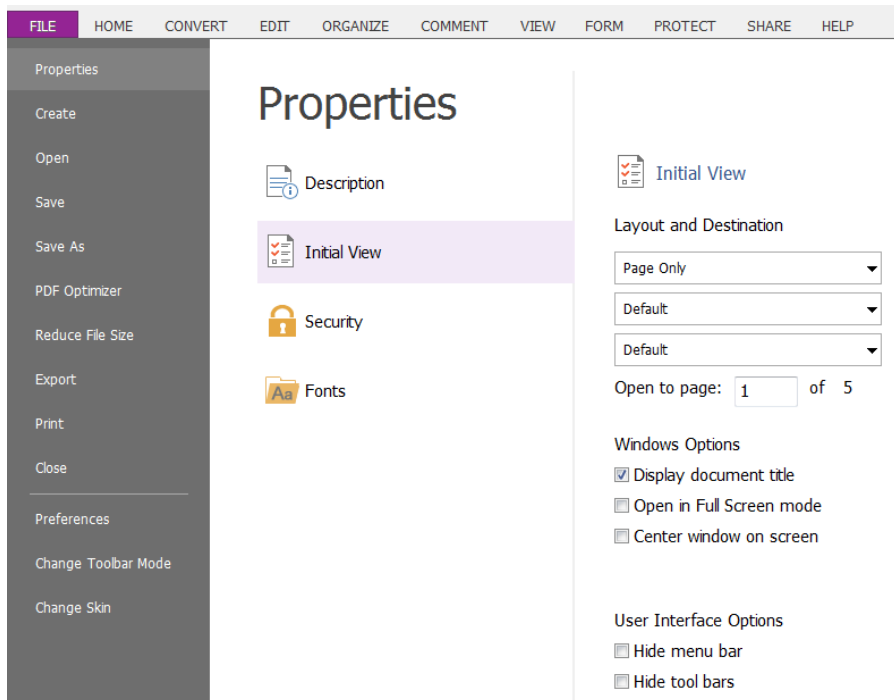 FILE HOME CONVERT EDIT ORGANIZE COMMENT VIEW FORM PROTECT SHARE HELP
Properties
Create
Open
Save
Save As
PDF Optimizer
Reduce File Size
Export
Print
Close
Preferences
Change Toolbar Mode
Change Skin
Properties
Description
Initial View
Security
Aa Fonts
Initial View
Layout and Destination
Page Only
Default
Default
Open to page: 1 of 5
Windows Options
Display document title
Open in Full Screen mode
Center window on screen
User Interface Options
Hide menu bar
Hide tool bars